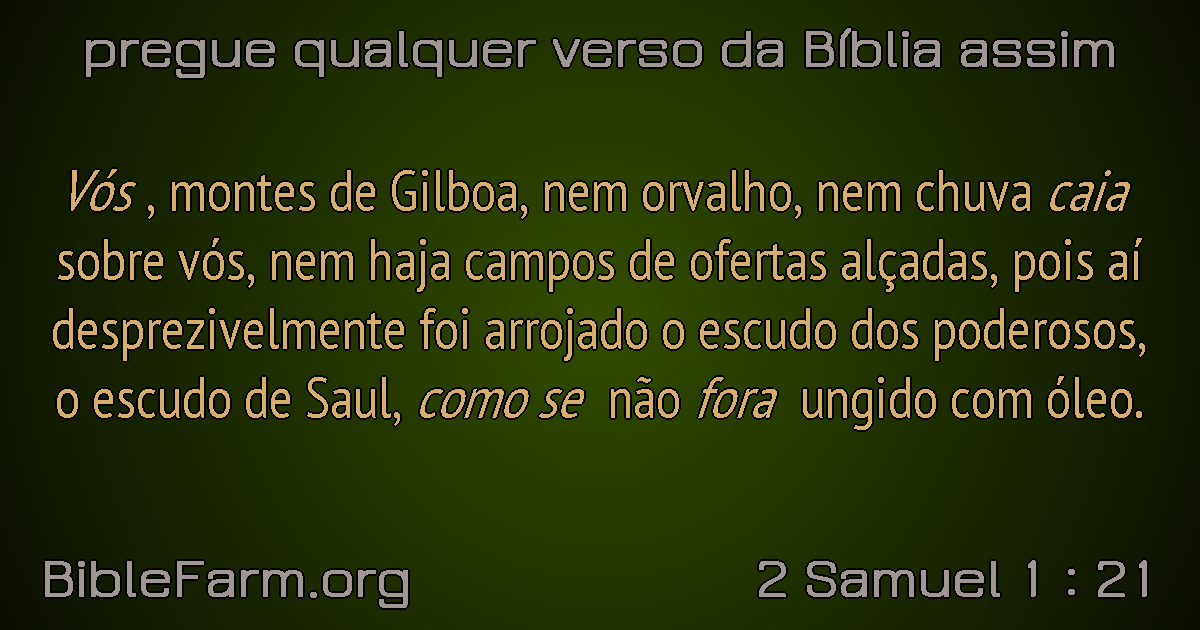 pregue qualquer verso da Bíblia assim
Vós , montes de Gilboa, nem orvalho, nem chuva caia
sobre vós, nem haja campos de ofertas alçadas, pois aí
desprezivelmente foi arrojado o escudo dos poderosos,
o escudo de Saul, como se não fora ungido com óleo.
BibleFarm.org
2 Samuel 1 : 21